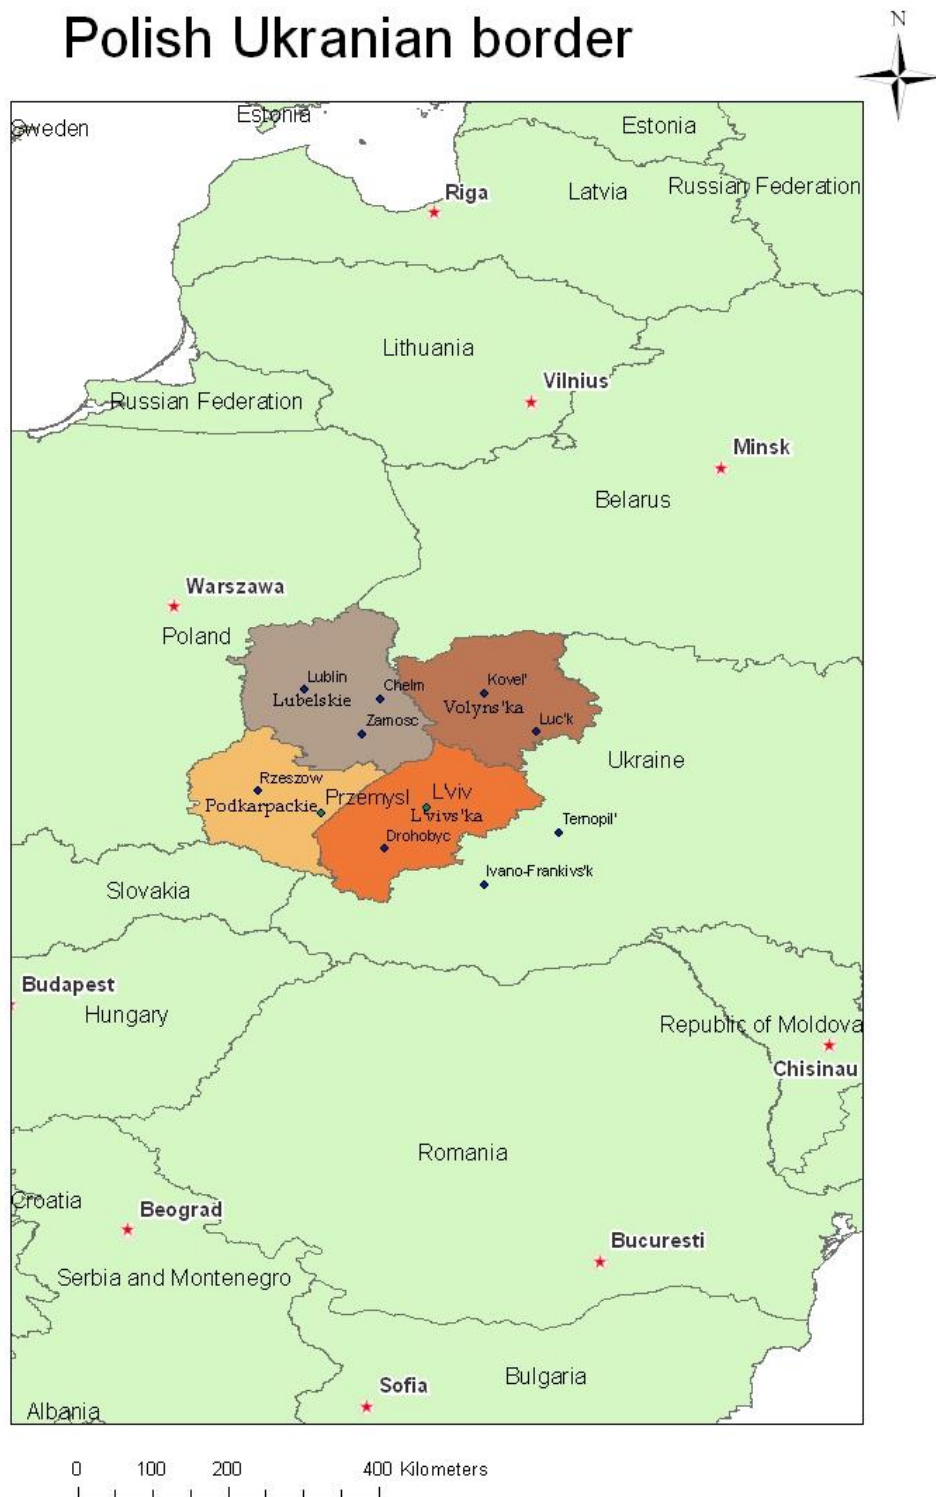 Polish Ukranian border
N
Estonia
Sweden
Estonia
Russian Federation
Latvia
Riga
Lithuania
Vilnius
Russian Federation
Minsk
Belarus
Warszawa
Poland
Lublin
Chelm
Kovel'
Lubelskie
Volyns'ka
Zamosc
Luc'k
Ukraine
Rzeszow
Przemysl
L'viv
Podkarpackie
L'vivs'ka
Ternopil'
Drohobyc
Ivano-Frankivs'k
Slovakia
Budapest
Hungary
Republic of Moldova
Chisinau
Romania
Croatia
Beograd
Bucuresti
Serbia and Montenegro
Bulgaria
Sofia
Albania
0 100 200 400 Kilometers